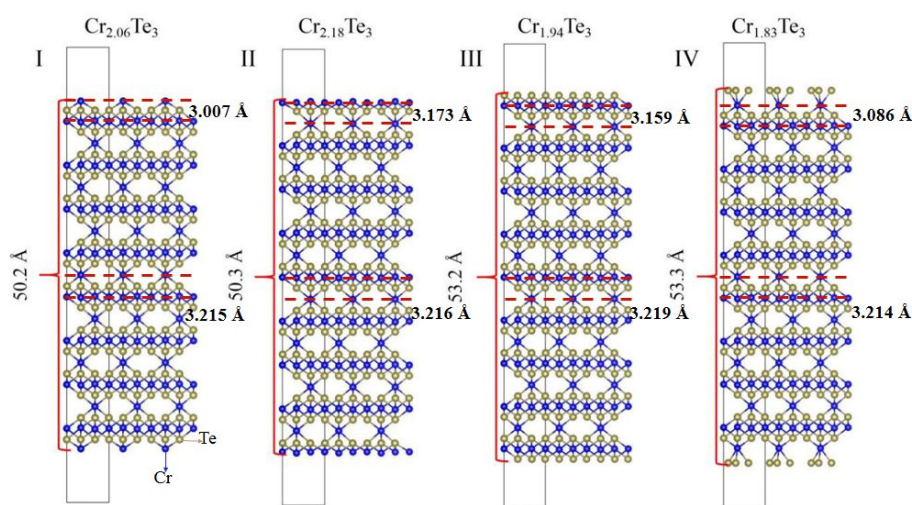 Cr₂.₀₆Te₃
Cr₂.₁₈Te₃
Cr₁.₉₄Te₃
Cr₁.₈₃Te₃
I
II
III
IV
3.007 Å
3.173 Å
3.159 Å
3.086 Å
50.2 Å
50.3 Å
53.2 Å
53.3 Å
3.215 Å
3.216 Å
3.219 Å
3.214 Å
Te
Cr